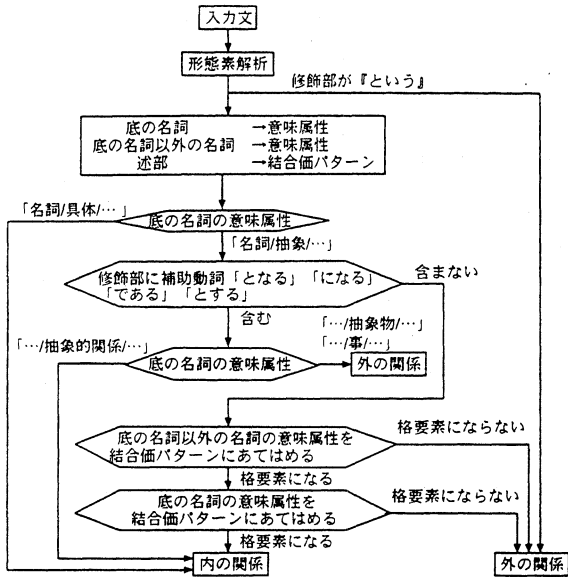 入力文
形態素解析
修飾部が『という』
底の名詞 →意味属性
底の名詞以外の名詞 →意味属性
述部 →結合価パターン
「名詞/具体/…」
底の名詞の意味属性
「名詞/抽象/…」
修飾部に補助動詞「となる」「になる」
「である」「とする」
含まない
含む
「…/抽象物/…」
「…/事/…」
「…/抽象的関係/…」
底の名詞の意味属性
外の関係
底の名詞以外の名詞の意味属性を
結合価パターンにあてはめる
格要素にならない
格要素になる
底の名詞の意味属性を
結合価パターンにあてはめる
格要素にならない
格要素になる
内の関係
外の関係